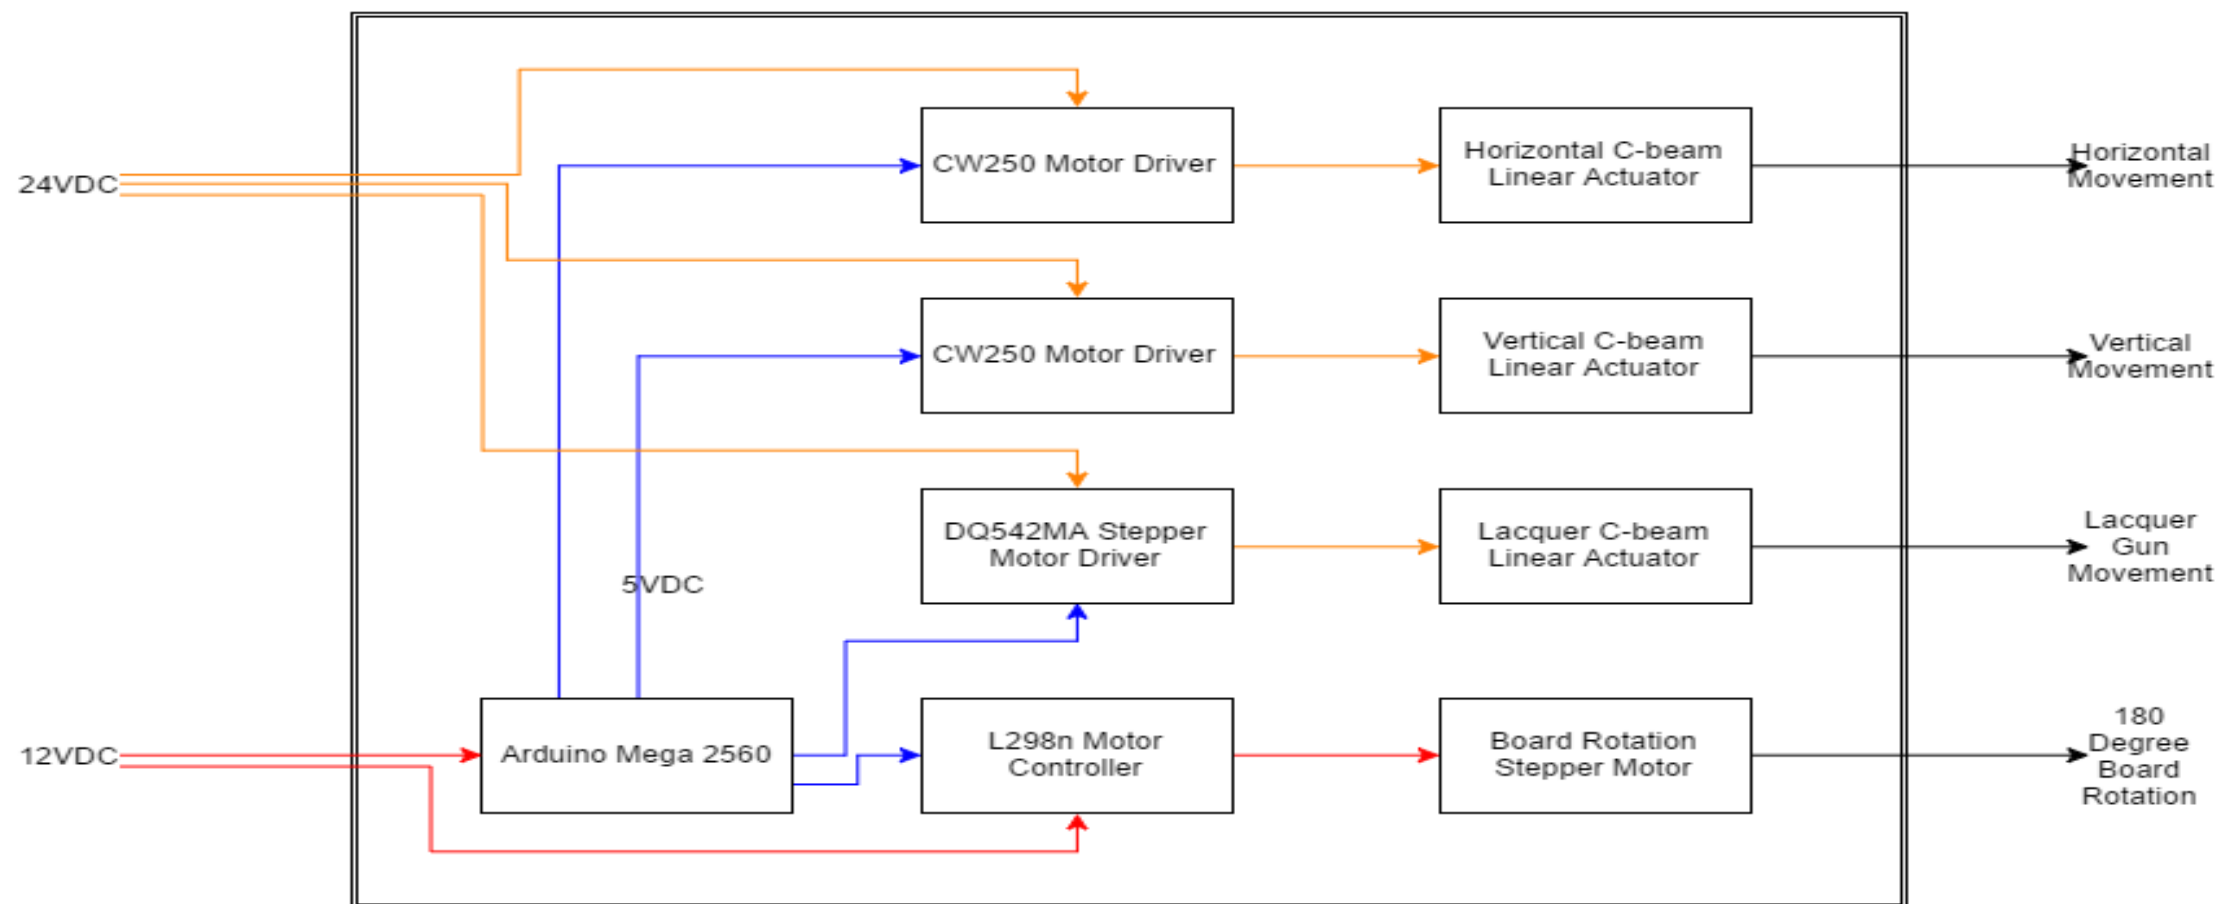 24VDC
CW250 Motor Driver
Horizontal C-beam
Linear Actuator
Horizontal
Movement
CW250 Motor Driver
Vertical C-beam
Linear Actuator
Vertical
Movement
DQ542MA Stepper
Motor Driver
Lacquer C-beam
Linear Actuator
Lacquer
Gun
Movement
5VDC
12VDC
Arduino Mega 2560
L298n Motor
Controller
Board Rotation
Stepper Motor
180
Degree
Board
Rotation